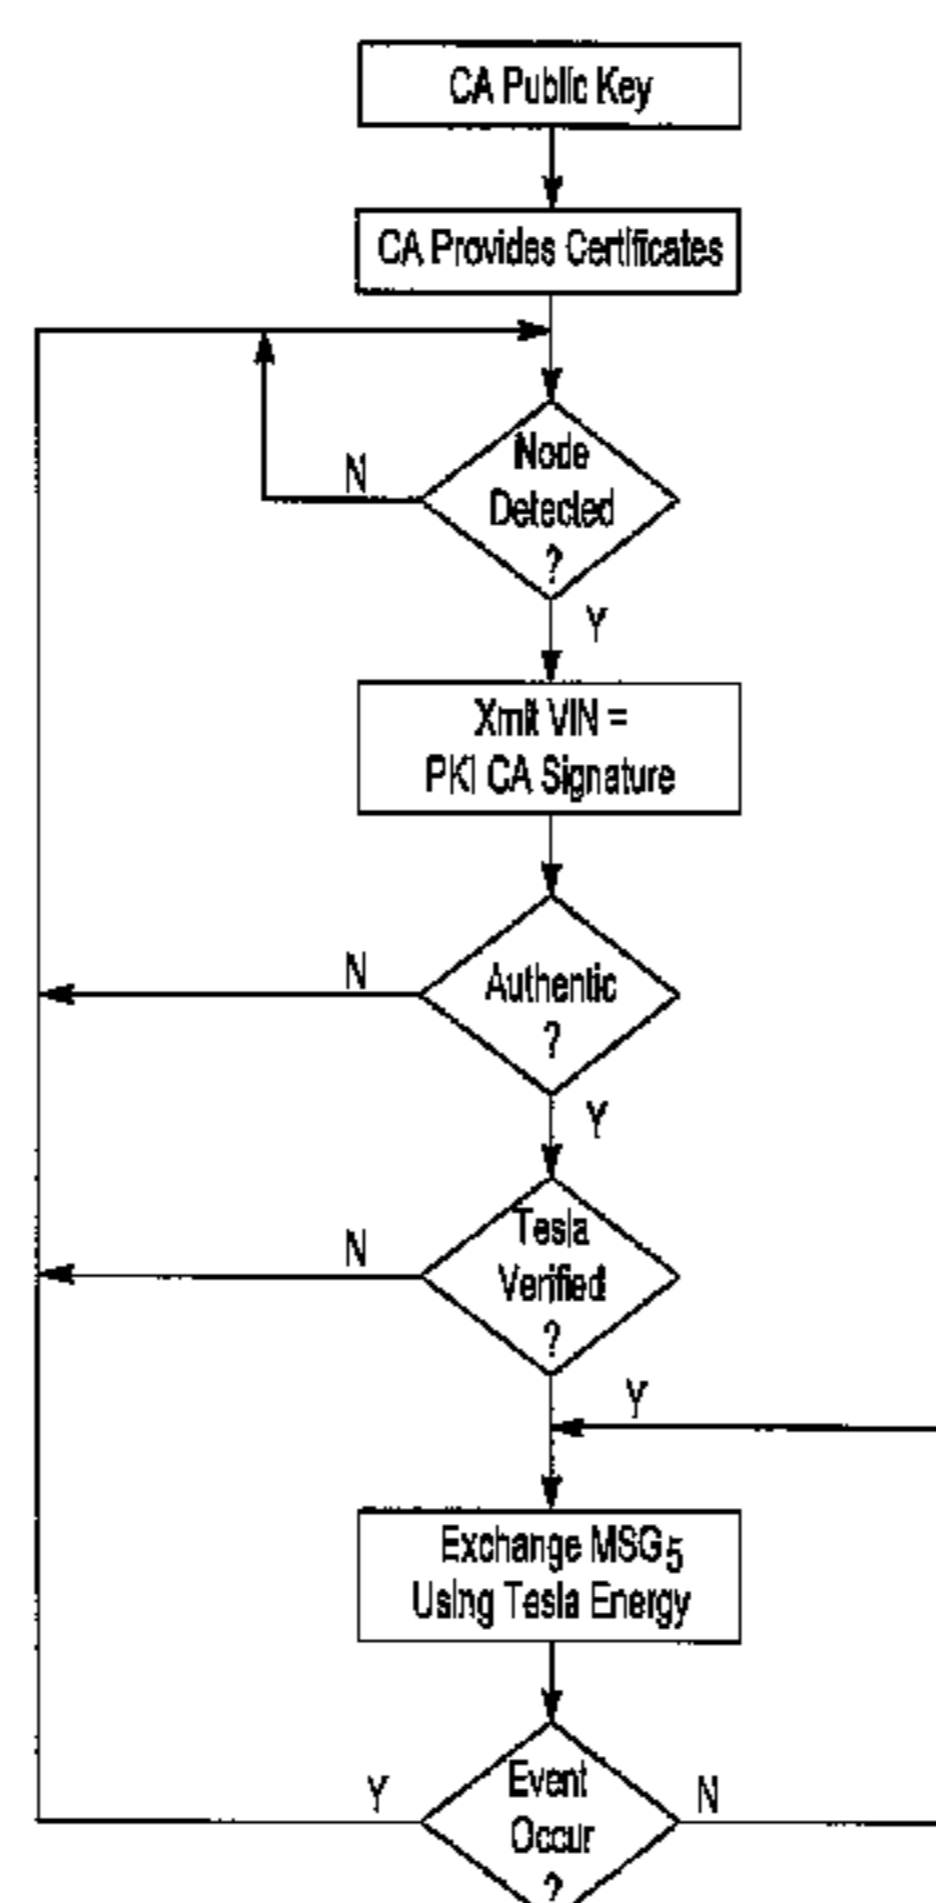 CA Public Key
CA Provides Certificates
Node
Detected
?
N
Y
Xmit VIN =
PKI CA Signature
Authentic
?
N
Y
Tesla
Verified
?
N
Y
Exchange MSG5
Using Tesla Energy
Event
Occur
?
Y
N